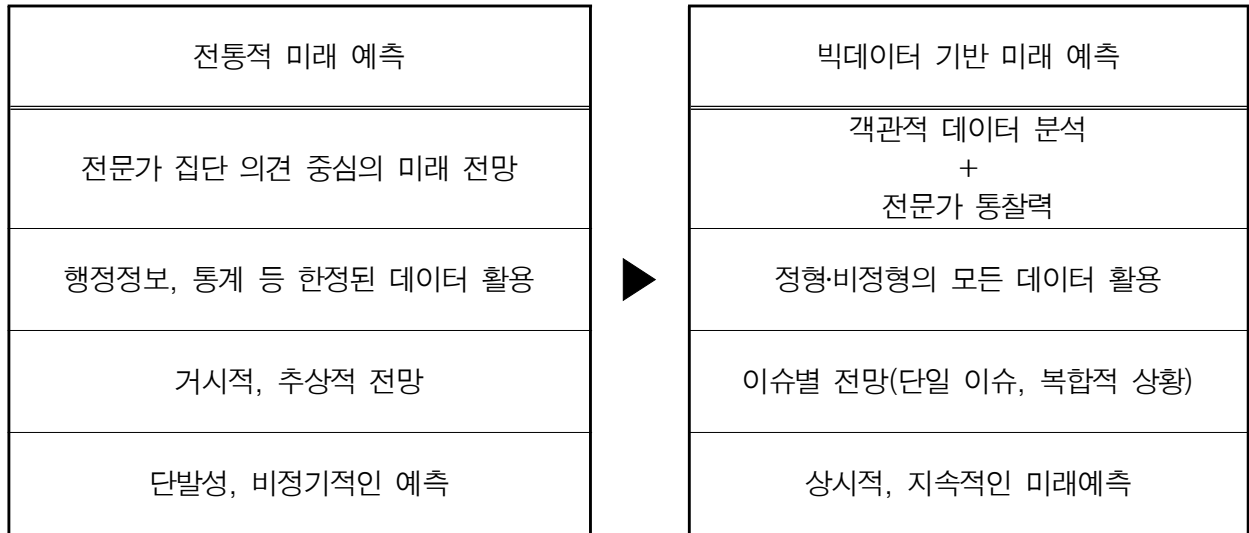 전통적 미래 예측
전문가 집단 의견 중심의 미래 전망
행정정보, 통계 등 한정된 데이터 활용
거시적, 추상적 전망
단발성, 비정기적인 예측
▶
빅데이터 기반 미래 예측
객관적 데이터 분석
+
전문가 통찰력
정형·비정형의 모든 데이터 활용
이슈별 전망(단일 이슈, 복합적 상황)
상시적, 지속적인 미래예측